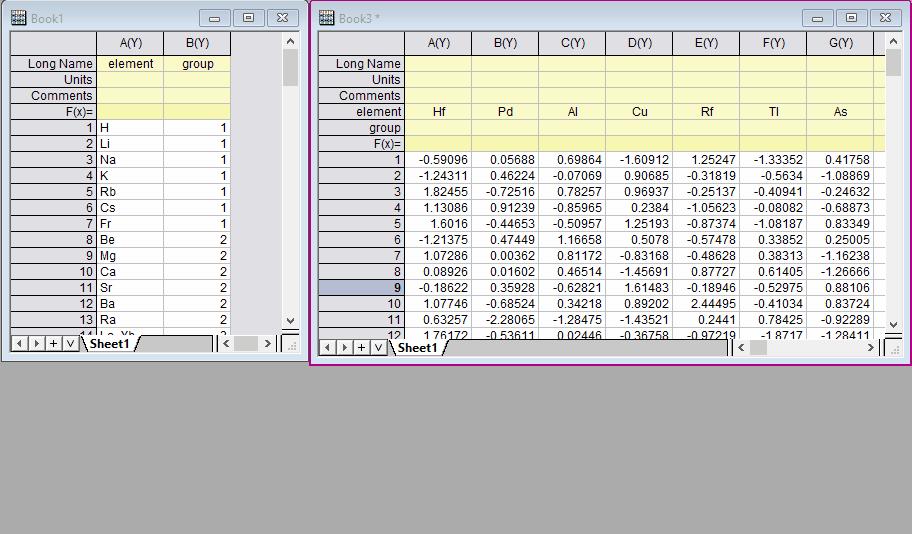 Book1
A(Y) B(Y)
Long Name element group
Units
Comments
F(x)=
1 H 1
2 Li 1
3 Na 1
4 K 1
5 Rb 1
6 Cs 1
7 Fr 1
8 Be 2
9 Mg 2
10 Ca 2
11 Sr 2
12 Ba 2
13 Ra 2
Sheet1
Book3 *
A(Y) B(Y) C(Y) D(Y) E(Y) F(Y) G(Y)
Long Name
Units
Comments
element Hf Pd Al Cu Rf Tl As
group
F(x)=
1 -0.59096 0.05688 0.69864 -1.60912 1.25247 -1.33352 0.41758
2 -1.24311 0.46224 -0.07069 0.90685 -0.31819 -0.5634 -1.08869
3 1.82455 -0.72516 0.78257 0.96937 -0.25137 -0.40941 -0.24632
4 1.13086 0.91239 -0.85965 0.2384 -1.05623 -0.08082 -0.68873
5 1.6016 -0.44653 -0.50957 1.25193 -0.87374 -1.08187 0.83349
6 -1.21375 0.47449 1.16658 0.5078 -0.57478 0.33852 0.25005
7 1.07286 0.00362 0.81172 -0.83168 -0.48628 0.38313 -1.16238
8 0.08926 0.01602 0.46514 -1.45691 0.87727 0.61405 -1.26666
9 -0.18622 0.35928 -0.62821 1.61483 -0.18946 -0.52975 0.88106
10 1.07746 -0.68524 0.34218 0.89202 2.44495 -0.41034 0.83724
11 0.63257 -2.28065 -1.28475 -1.43521 0.2441 0.78425 -0.92289
12 1.76172 -0.53611 0.02446 -0.36758 -0.97219 -1.8717 -1.28411
Sheet1